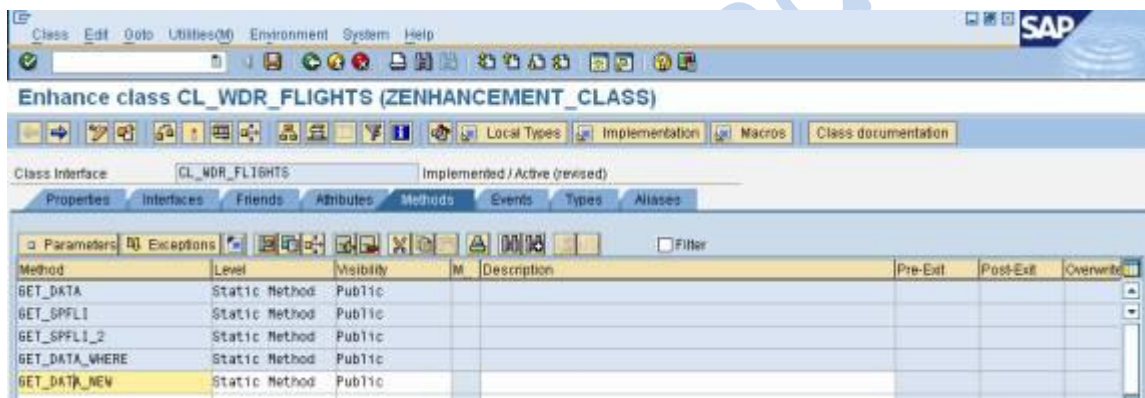 Class Edit Goto Utilities(M) Environment System Help
SAP
Enhance class CL_WDR_FLIGHTS (ZENHANCEMENT_CLASS)
Local Types Implementation Macros Class documentation
Class Interface CL_WDR_FLIGHTS Implemented / Active (revised)
Properties Interfaces Friends Attributes Methods Events Types Aliases
Parameters Exceptions Filter
Method Level Visibility M.. Description Pre-Exit Post-Exit Overwrite
GET_DATA Static Method Public
GET_SPFLI Static Method Public
GET_SPFLI_2 Static Method Public
GET_DATA_WHERE Static Method Public
GET_DATA_NEW Static Method Public